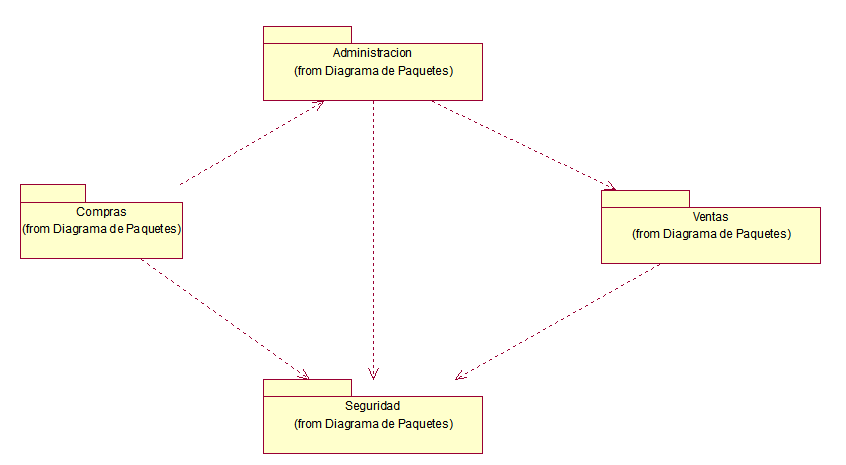 Administracion
(from Diagrama de Paquetes)
Compras
(from Diagrama de Paquetes)
Ventas
(from Diagrama de Paquetes)
Seguridad
(from Diagrama de Paquetes)